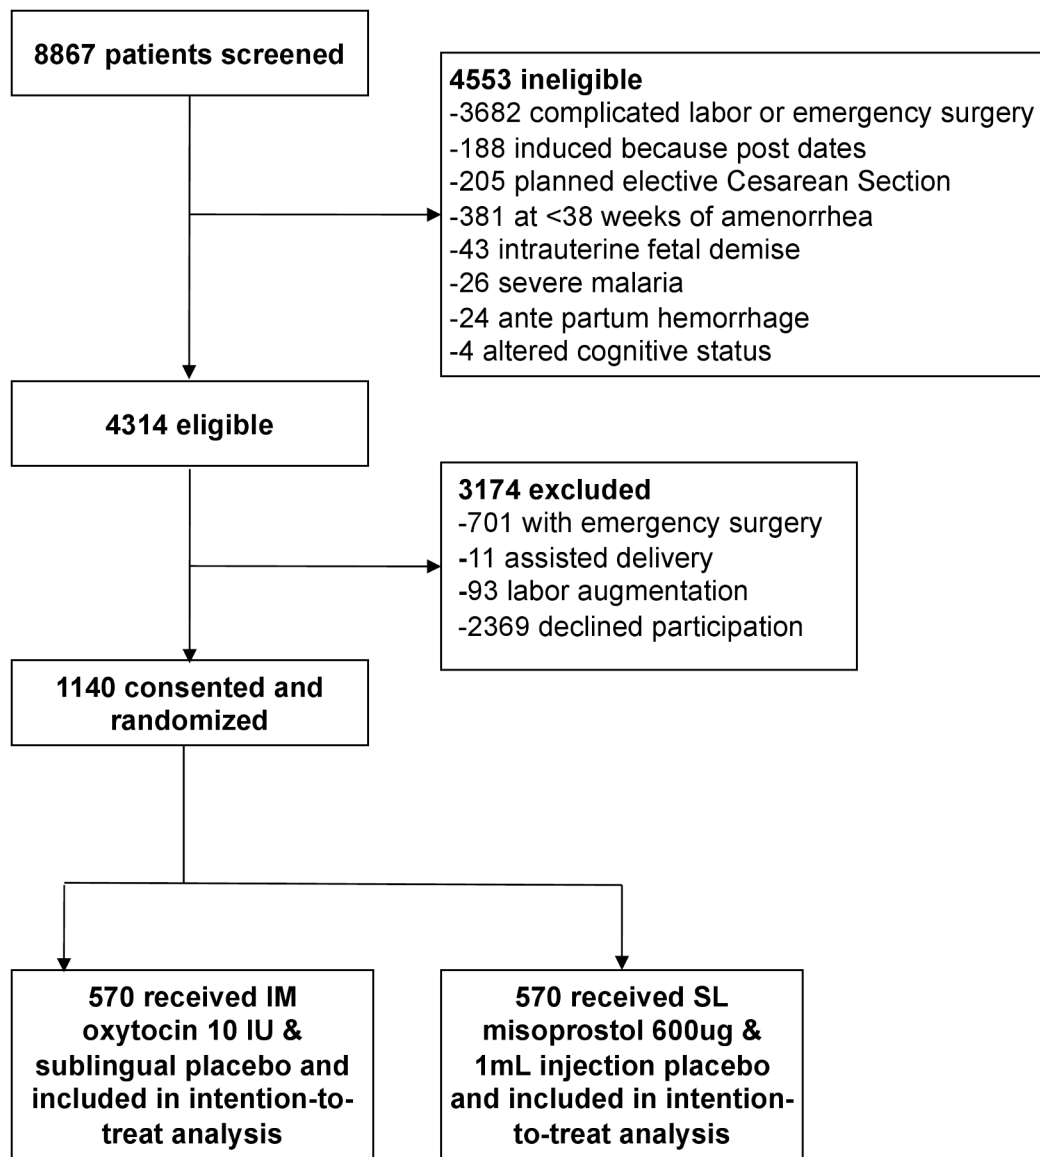 8867 patients screened
4553 ineligible
-3682 complicated labor or emergency surgery
-188 induced because post dates
-205 planned elective Cesarean Section
-381 at <38 weeks of amenorrhea
-43 intrauterine fetal demise
-26 severe malaria
-24 ante partum hemorrhage
-4 altered cognitive status
4314 eligible
3174 excluded
-701 with emergency surgery
-11 assisted delivery
-93 labor augmentation
-2369 declined participation
1140 consented and
randomized
570 received IM
oxytocin 10 IU &
sublingual placebo and
included in intention-to-
treat analysis
570 received SL
misoprostol 600ug &
1mL injection placebo
and included in intention-
to-treat analysis